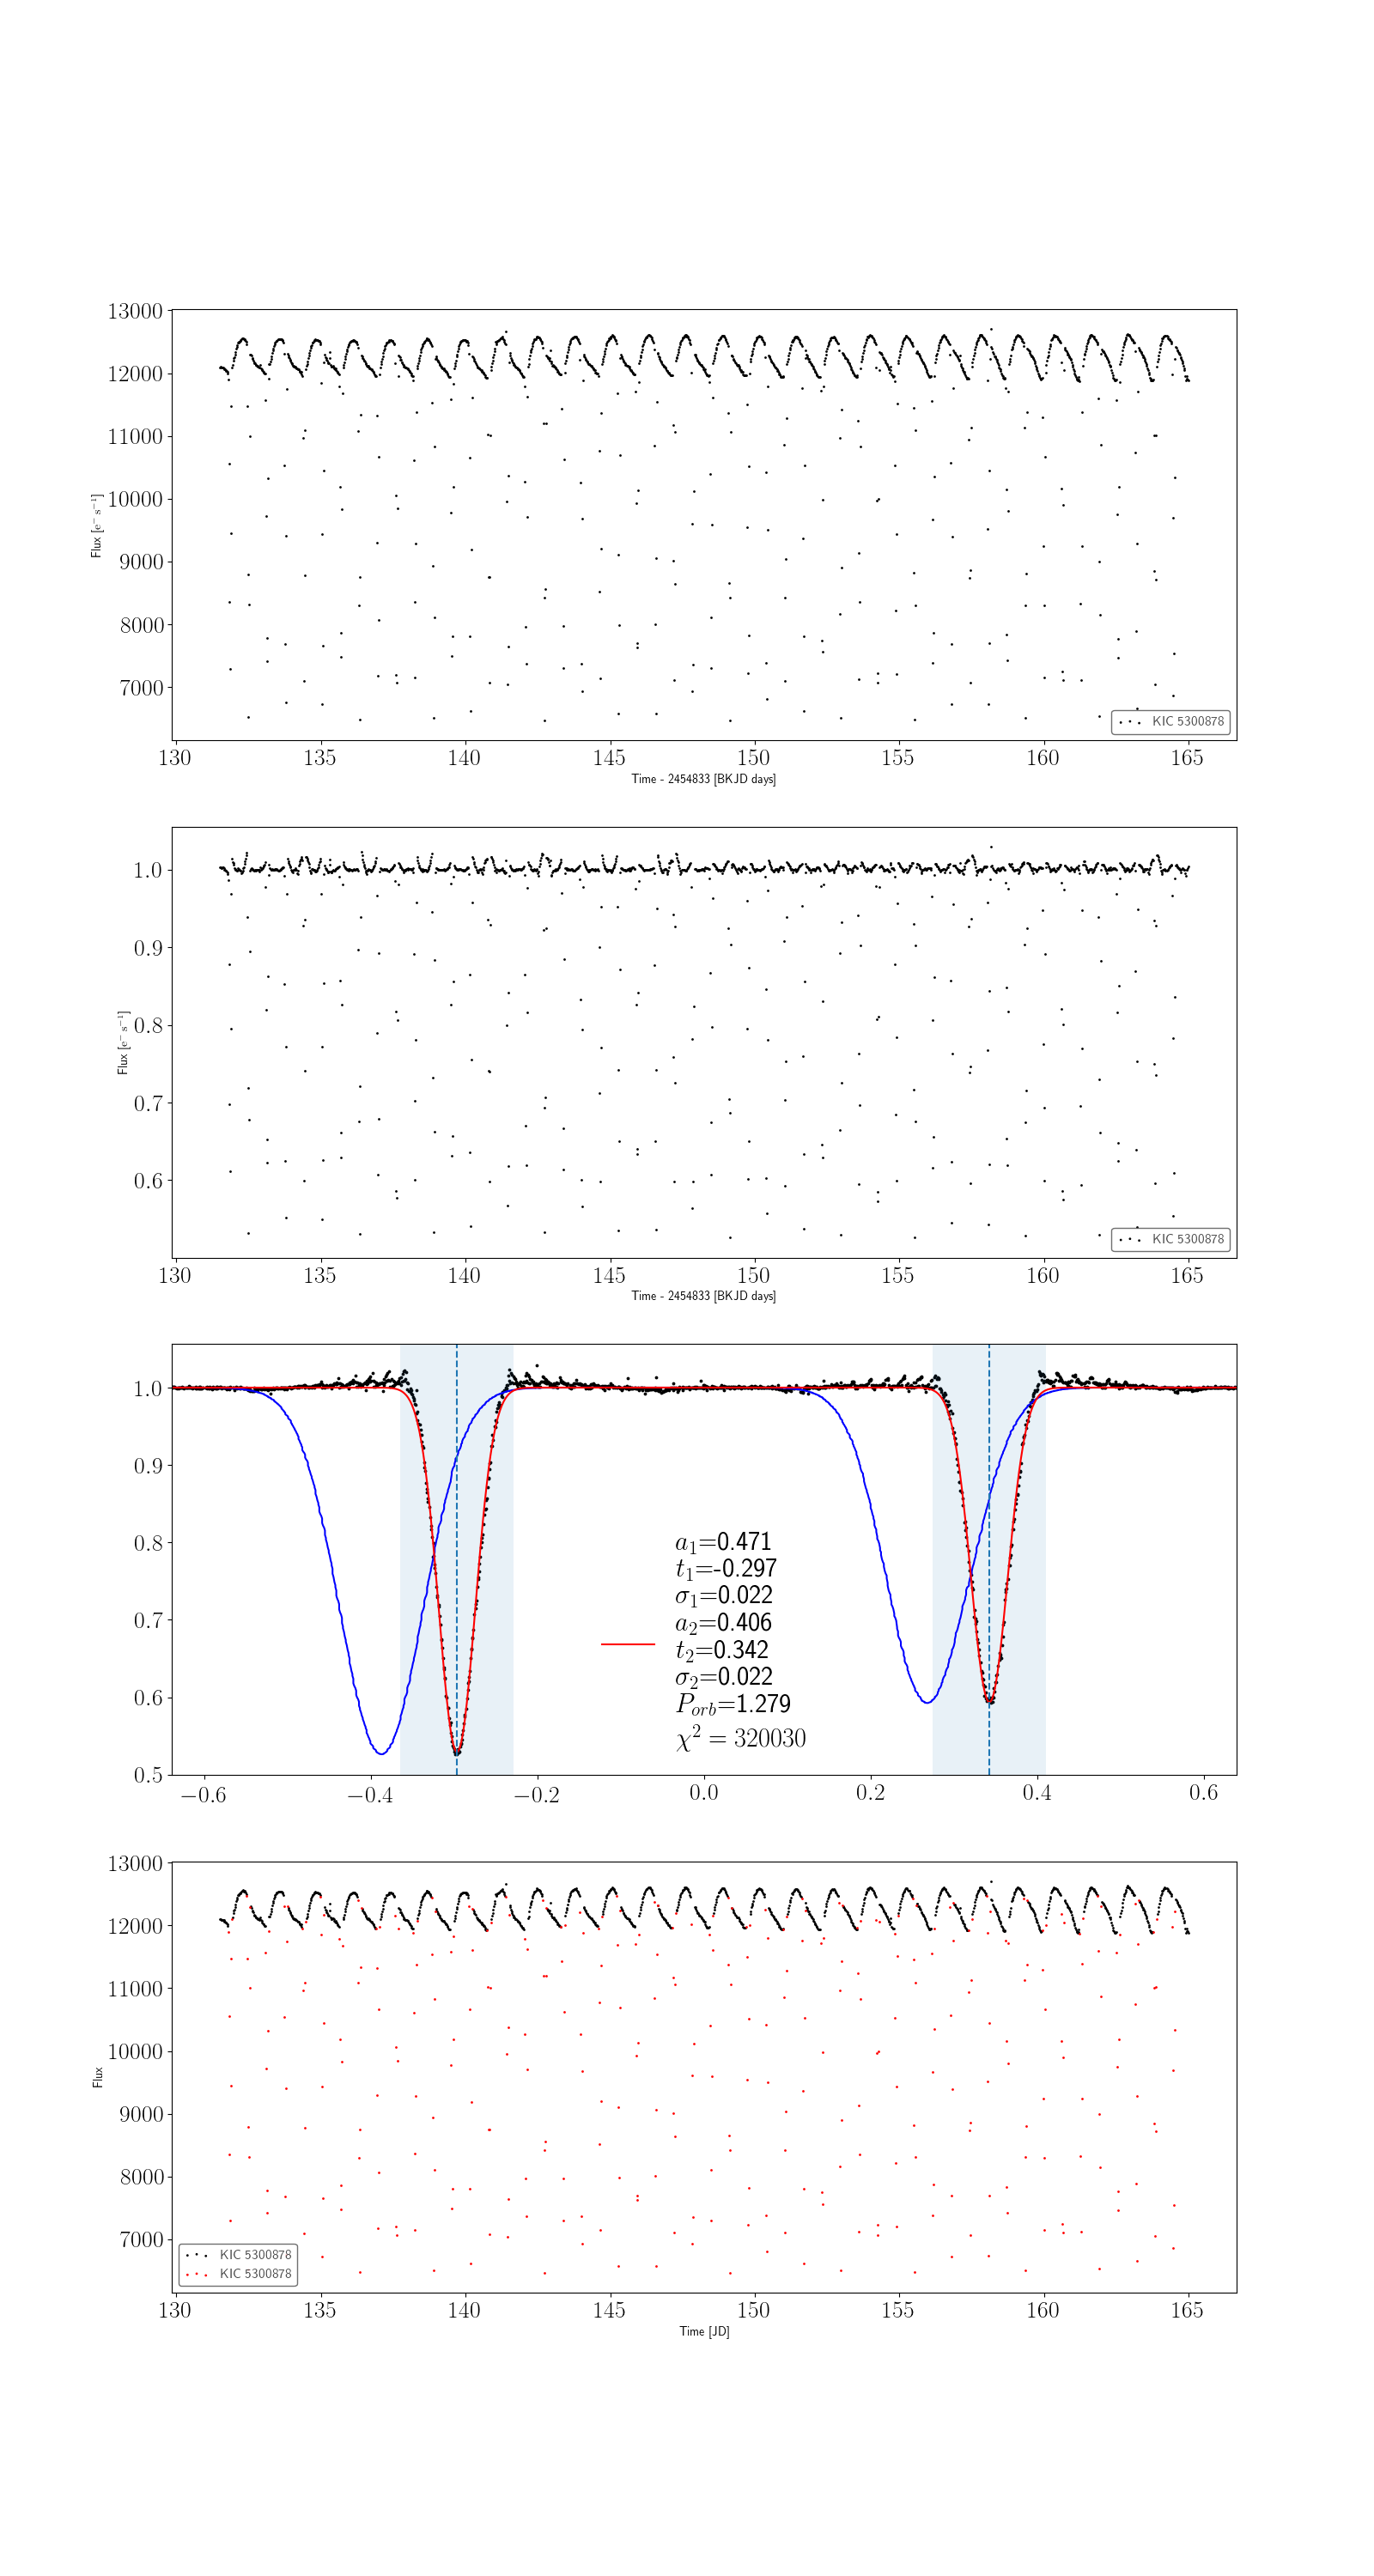 13000
12000
11000
10000
9000
8000
7000
Flux [e⁻ s⁻¹]
KIC 5300878
130 135 140 145 150 155 160 165
Time - 2454833 [BKJD days]
1.0
0.9
0.8
0.7
0.6
Flux [e⁻ s⁻¹]
KIC 5300878
130 135 140 145 150 155 160 165
Time - 2454833 [BKJD days]
1.0
0.9
0.8
0.7
0.6
0.5
a₁=0.471
t₁=-0.297
σ₁=0.022
a₂=0.406
t₂=0.342
σ₂=0.022
P_orb=1.279
χ² = 320030
−0.6 −0.4 −0.2 0.0 0.2 0.4 0.6
13000
12000
11000
10000
9000
8000
7000
Flux
KIC 5300878
KIC 5300878
130 135 140 145 150 155 160 165
Time [JD]